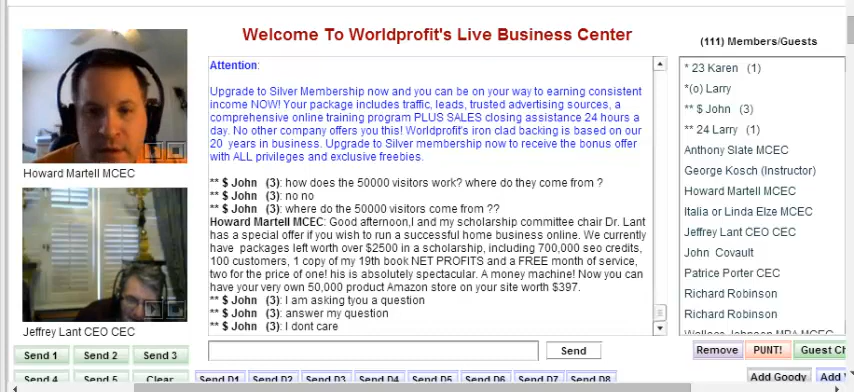 Welcome To Worldprofit's Live Business Center
(111) Members/Guests
Attention:
Upgrade to Silver Membership now and you can be on your way to earning consistent
income NOW! Your package includes traffic, leads, trusted advertising sources, a
comprehensive online training program PLUS SALES closing assistance 24 hours a
day. No other company offers you this! Worldprofit's iron clad backing is based on our
20 years in business. Upgrade to Silver membership now to receive the bonus offer
with ALL privileges and exclusive freebies.
** $ John (3): how does the 50000 visitors work? where do they come from ?
** $ John (3): no no
** $ John (3): where do the 50000 visitors come from ??
Howard Martell MCEC: Good afternoon,I and my scholarship committee chair Dr. Lant
has a special offer if you wish to run a successful home business online. We currently
have packages left worth over $2500 in a scholarship, including 700,000 seo credits,
100 customers, 1 copy of my 19th book NET PROFITS and a FREE month of service,
two for the price of one! his is absolutely spectacular. A money machine! Now you can
have your very own 50,000 product Amazon store on your site worth $397.
** $ John (3): I am asking tyou a question
** $ John (3): answer my question
** $ John (3): I dont care
Howard Martell MCEC
Jeffrey Lant CEO CEC
* 23 Karen (1)
*(o) Larry
** $ John (3)
** 24 Larry (1)
Anthony Slate MCEC
George Kosch (Instructor)
Howard Martell MCEC
Italia or Linda Elze MCEC
Jeffrey Lant CEO CEC
John Covault
Patrice Porter CEC
Richard Robinson
Richard Robinson
Wallace Johnson MBA MCEC
Send 1 Send 2 Send 3
Send
Remove PUNT! Guest Ch
Send 4 Send 5 Clear
Send D1 Send D2 Send D3 Send D4 Send D5 Send D6 Send D7 Send D8
Add Goody Add